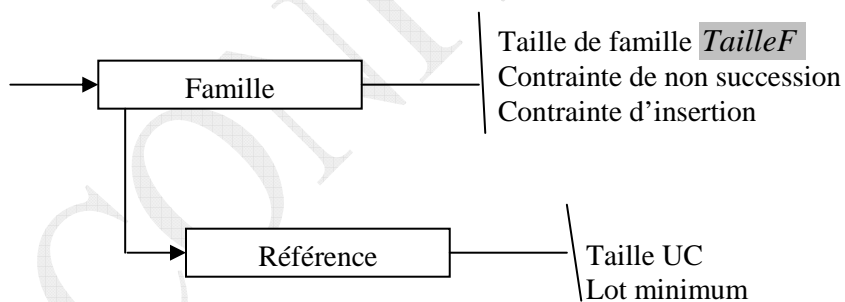 Taille de famille TailleF
Famille
Contrainte de non succession
Contrainte d'insertion
Référence
Taille UC
Lot minimum